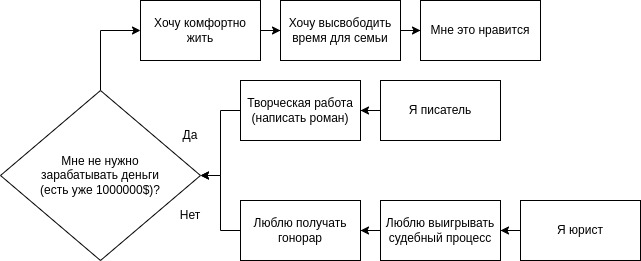 Хочу комфортно
жить
Хочу высвободить
время для семьи
Мне это нравится
Творческая работа
(написать роман)
Я писатель
Да
Мне не нужно
зарабатывать деньги
(есть уже 1000000$)?
Нет
Люблю получать
гонорар
Люблю выигрывать
судебный процесс
Я юрист